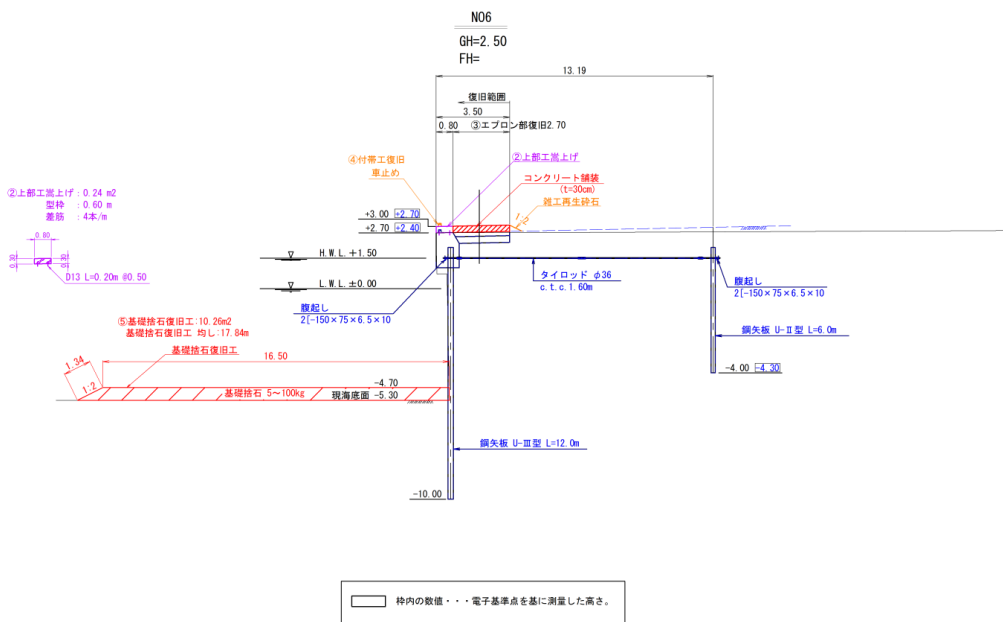 NO6
GH=2.50
FH=
13.19
復旧範囲
3.50
0.80 ③エプロン部復旧2.70
④付帯工復旧
車止め
②上部工嵩上げ
コンクリート舗装
(t=30cm)
雑工再生砕石
1:2
②上部工嵩上げ : 0.24 m2
型枠 : 0.60 m
差筋 : 4本/m
0.80
0.30
0.30
D13 L=0.20m @0.50
+3.00 +2.70
+2.70 +2.40
H.W.L.+1.50
L.W.L.±0.00
タイロッド φ36
c.t.c.1.60m
腹起し
2[-150×75×6.5×10
腹起し
2[-150×75×6.5×10
鋼矢板 U-Ⅱ型 L=6.0m
-4.00 -4.30
⑤基礎捨石復旧工:10.26m2
基礎捨石復旧工 均し:17.84m
基礎捨石復旧工
1.34
16.50
1:2
-4.70
基礎捨石 5～100kg
現海底面 -5.30
鋼矢板 U-Ⅲ型 L=12.0m
-10.00
枠内の数値・・・電子基準点を基に測量した高さ。